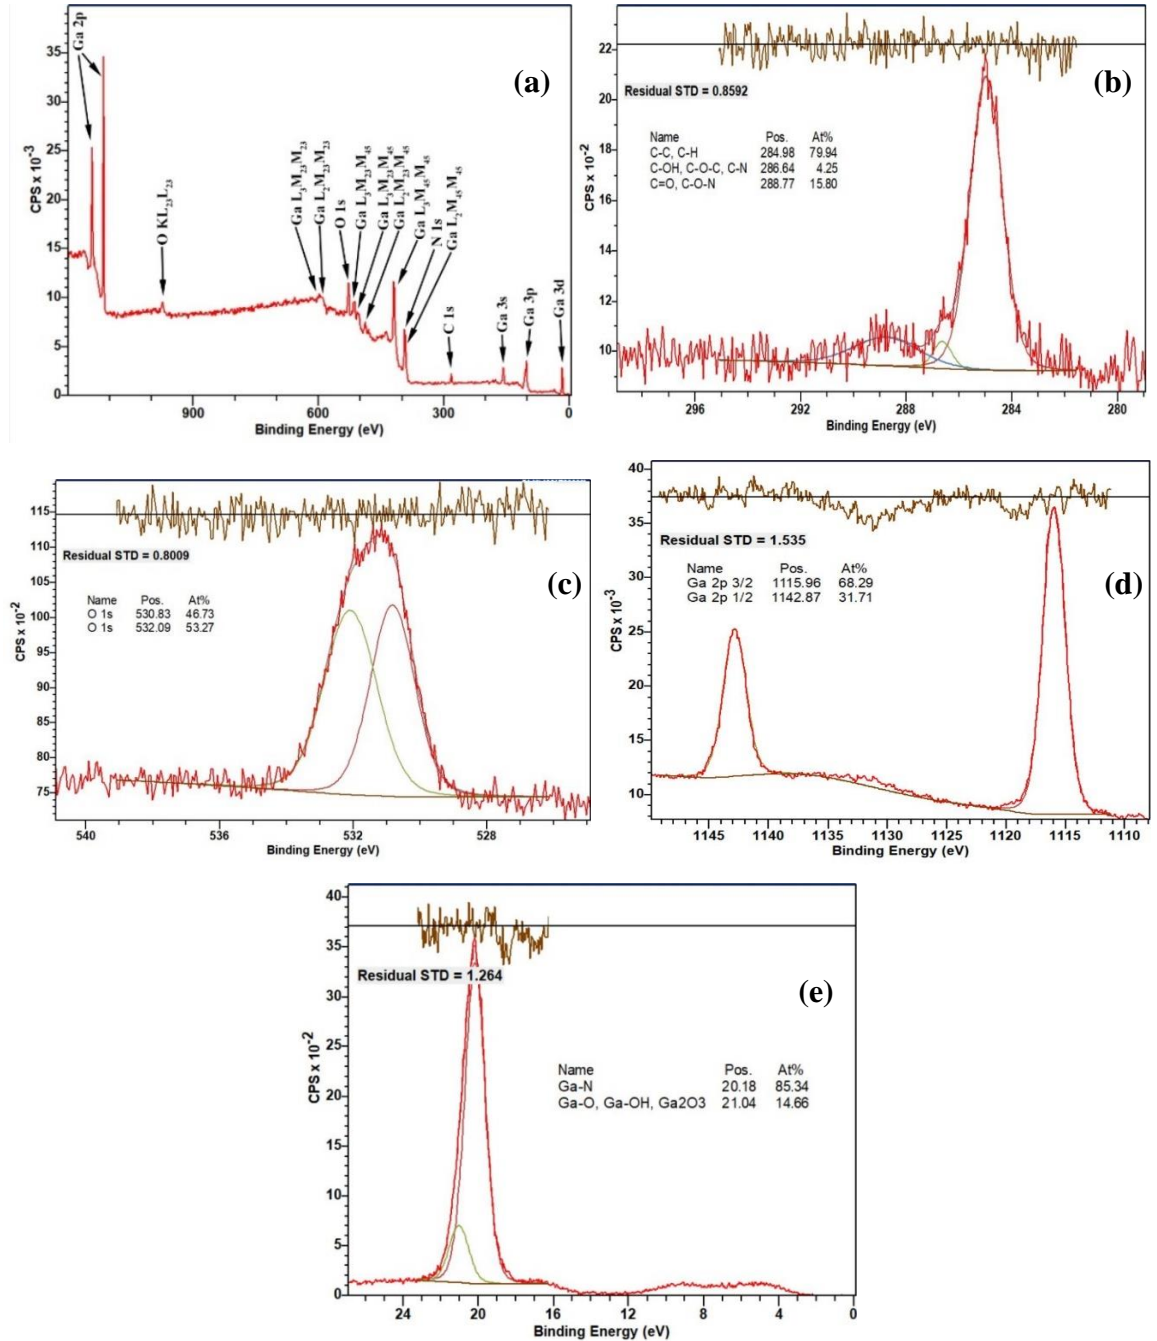 (a)
CPS x 10⁻³
35
30
25
20
15
10
5
0
900
600
300
0
Binding Energy (eV)
Ga 2p
O KL₂₃L₂₃
Ga L₃M₂₃M₂₃
Ga L₂M₂₃M₂₃
O 1s
Ga L₃M₂₃M₄₅
Ga L₃M₂₃M₄₅
Ga L₂M₂₃M₄₅
Ga L₃M₄₅M₄₅
N 1s
Ga L₂M₄₅M₄₅
C 1s
Ga 3s
Ga 3p
Ga 3d
(b)
CPS x 10⁻²
22
20
18
16
14
12
10
Residual STD = 0.8592
Name Pos. At%
C-C, C-H 284.98 79.94
C-OH, C-O-C, C-N 286.64 4.25
C=O, C-O-N 288.77 15.80
296
292
288
284
280
Binding Energy (eV)
(c)
CPS x 10⁻²
115
110
105
100
95
90
85
80
75
Residual STD = 0.8009
Name Pos. At%
O 1s 530.83 46.73
O 1s 532.09 53.27
540
536
532
528
Binding Energy (eV)
(d)
CPS x 10⁻³
40
35
30
25
20
15
10
Residual STD = 1.535
Name Pos. At%
Ga 2p 3/2 1115.96 68.29
Ga 2p 1/2 1142.87 31.71
1145
1140
1135
1130
1125
1120
1115
1110
Binding Energy (eV)
(e)
CPS x 10⁻²
40
35
30
25
20
15
10
5
0
Residual STD = 1.264
Name Pos. At%
Ga-N 20.18 85.34
Ga-O, Ga-OH, Ga2O3 21.04 14.66
24
20
16
12
8
4
0
Binding Energy (eV)